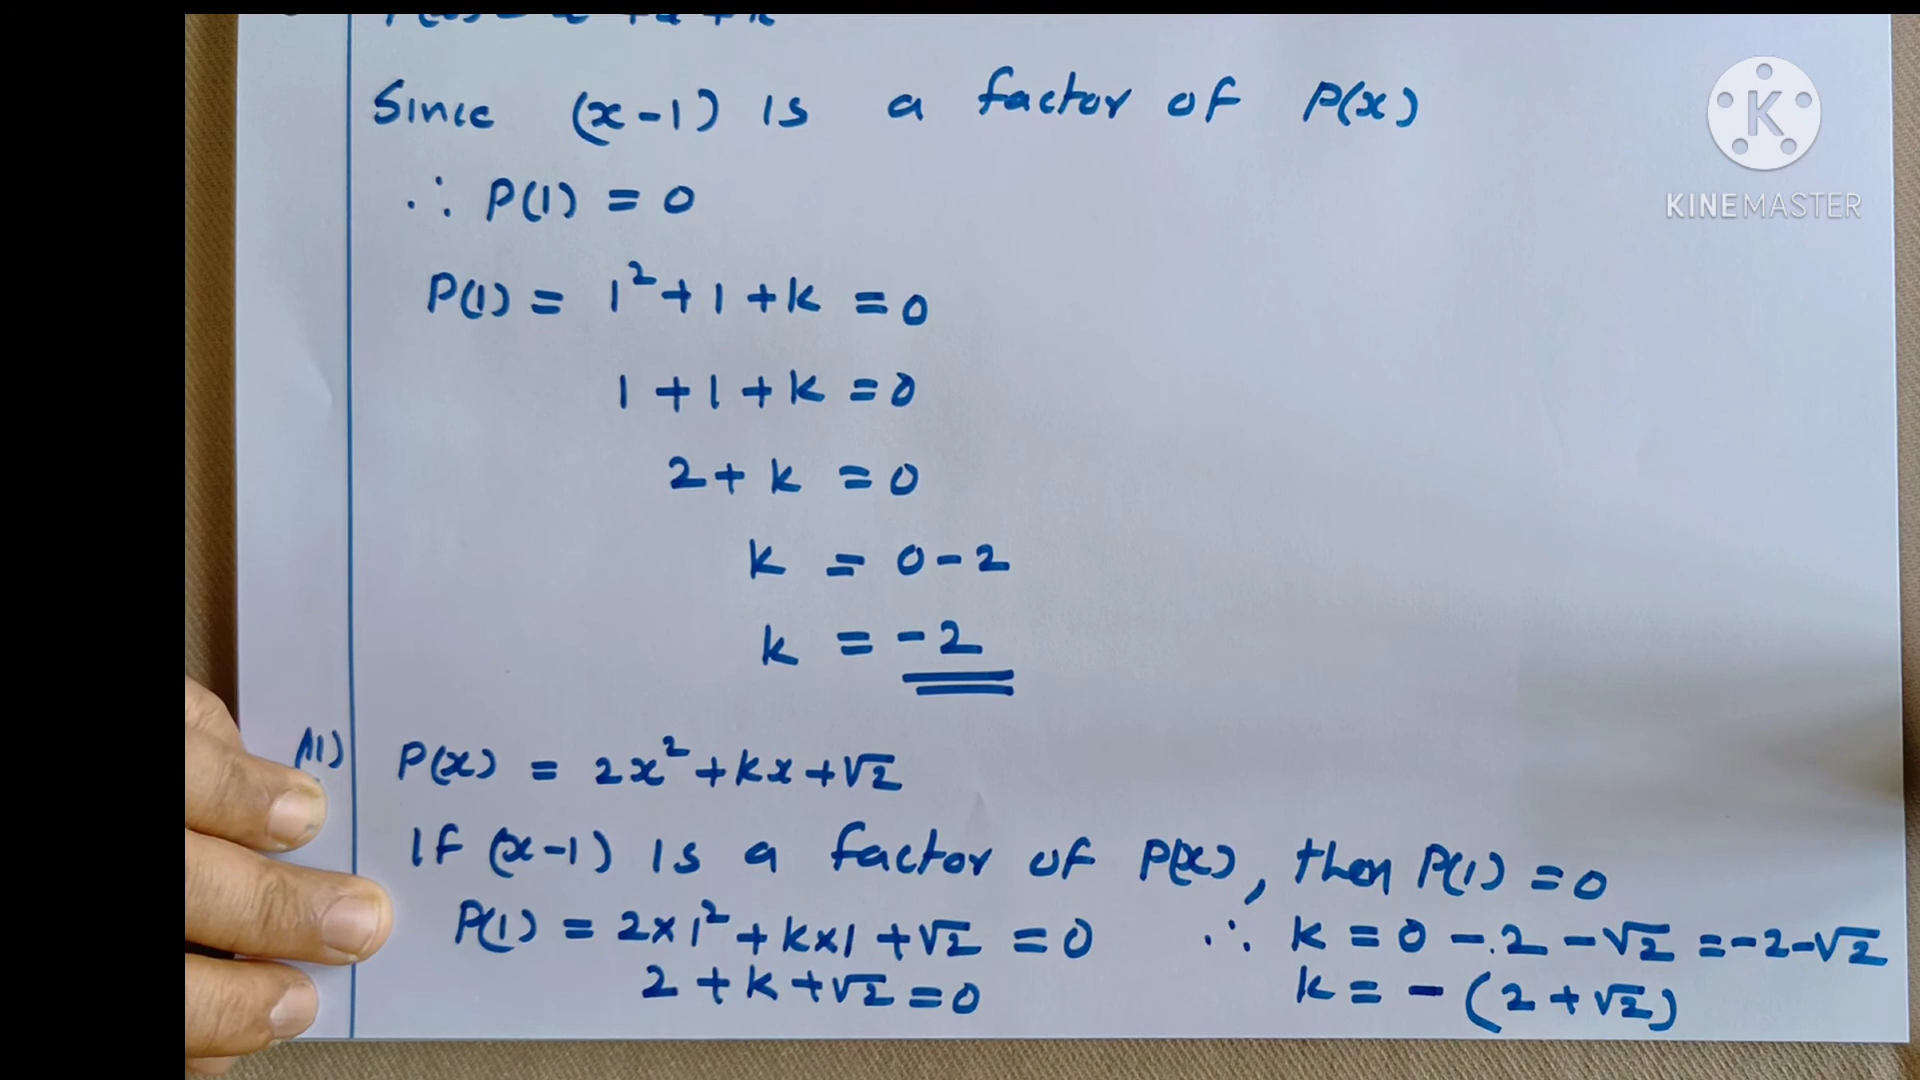 Since (x-1) is a factor of P(x)
∴ P(1) = 0
P(1) = 1² + 1 + k = 0
1 + 1 + k = 0
2 + k = 0
k = 0 - 2
k = -2
P(x) = 2x² + kx + √2
If (x-1) is a factor of P(x), then P(1) = 0
P(1) = 2×1² + k×1 + √2 = 0 ∴ k = 0 - 2 - √2 = -2-√2
2 + k + √2 = 0 k = - (2 + √2)
K
KINEMASTER